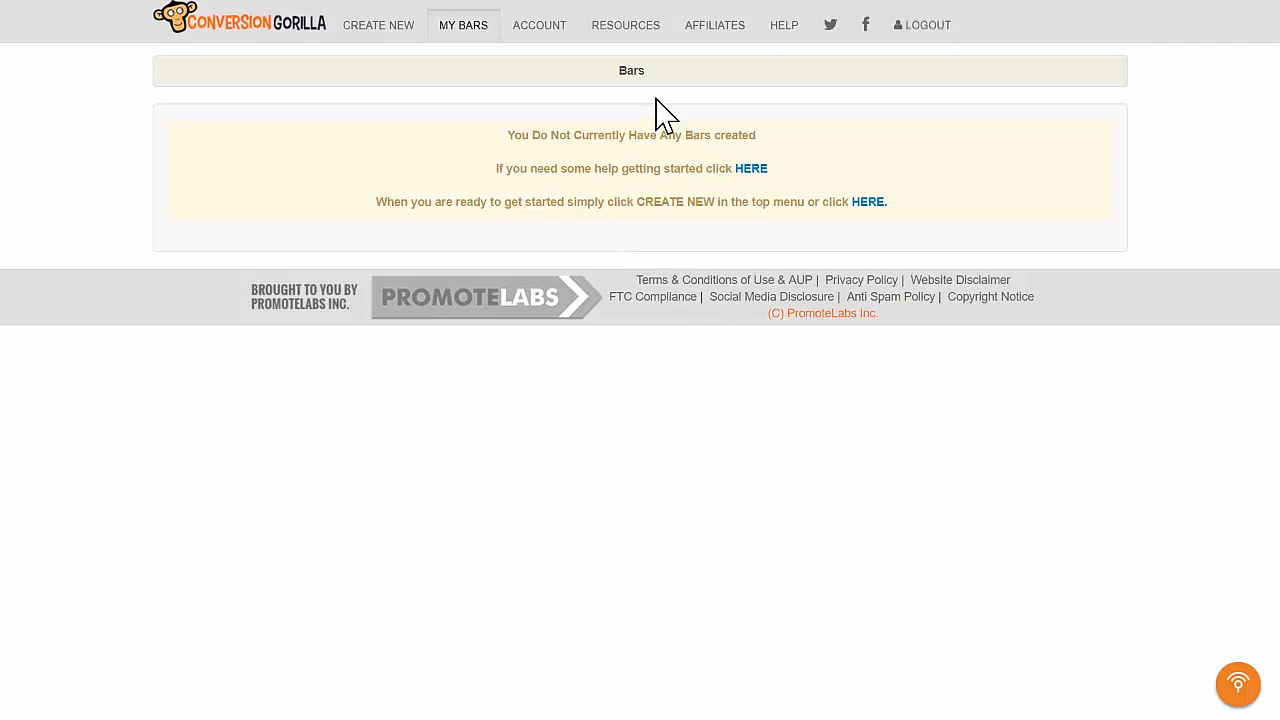 CONVERSION GORILLA CREATE NEW MY BARS ACCOUNT RESOURCES AFFILIATES HELP LOGOUT
Bars
You Do Not Currently Have Any Bars created
If you need some help getting started click HERE
When you are ready to get started simply click CREATE NEW in the top menu or click HERE.
BROUGHT TO YOU BY
PROMOTELABS INC.
PROMOTELABS
Terms & Conditions of Use & AUP | Privacy Policy | Website Disclaimer
FTC Compliance | Social Media Disclosure | Anti Spam Policy | Copyright Notice
(C) PromoteLabs Inc.